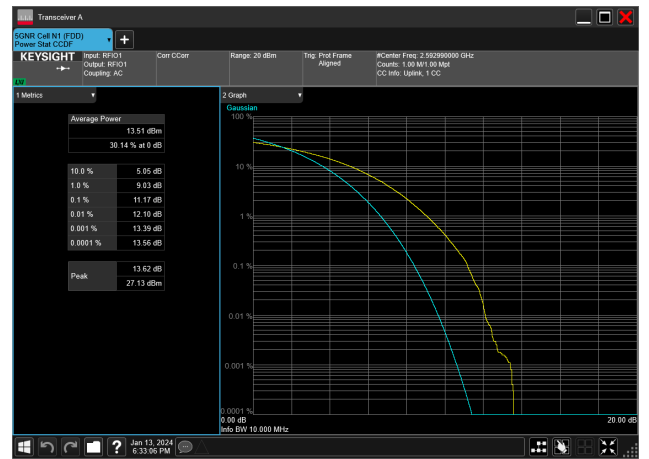 Transceiver A
5GNR Cell N1 (FDD)
Power Stat CCDF
KEYSIGHT
Input: RFIO1
Output: RFIO1
Coupling: AC
Corr CCorr
Range: 20 dBm
Trig: Prot Frame
Aligned
#Center Freq: 2.592990000 GHz
Counts: 1.00 M/1.00 Mpt
CC Info: Uplink, 1 CC
LXI
1 Metrics
Average Power
13.51 dBm
30.14 % at 0 dB
10.0 % 5.05 dB
1.0 % 9.03 dB
0.1 % 11.17 dB
0.01 % 12.10 dB
0.001 % 13.39 dB
0.0001 % 13.56 dB
Peak
13.62 dB
27.13 dBm
2 Graph
Gaussian
100 %
10 %
1 %
0.1 %
0.01 %
0.001 %
0.0001 %
0.00 dB 20.00 dB
Info BW 10.000 MHz
?
Jan 13, 2024
6:33:06 PM